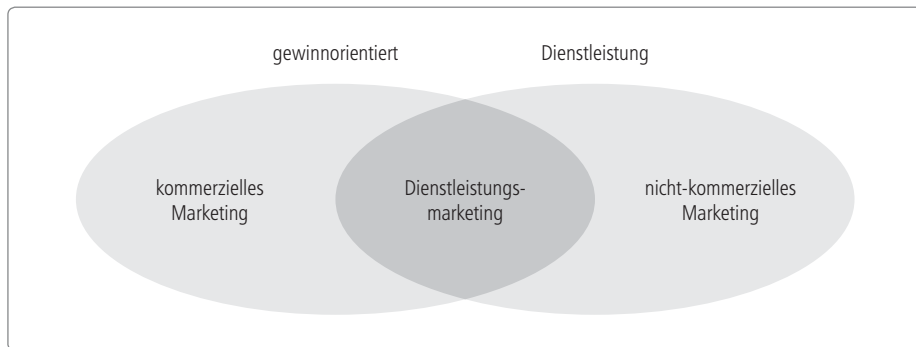 gewinnorientiert Dienstleistung
kommerzielles Dienstleistungs- nicht-kommerzielles
Marketing marketing Marketing